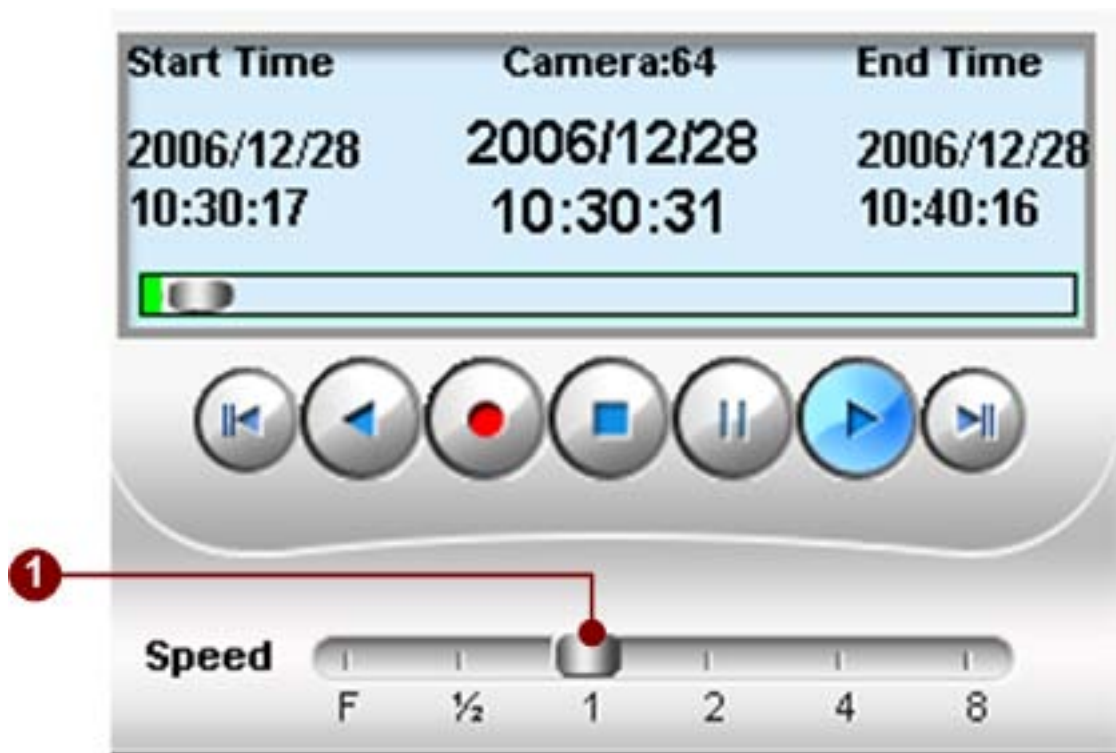 Start Time Camera:64 End Time
2006/12/28 2006/12/28 2006/12/28
10:30:17 10:30:31 10:40:16
1
Speed
F ½ 1 2 4 8